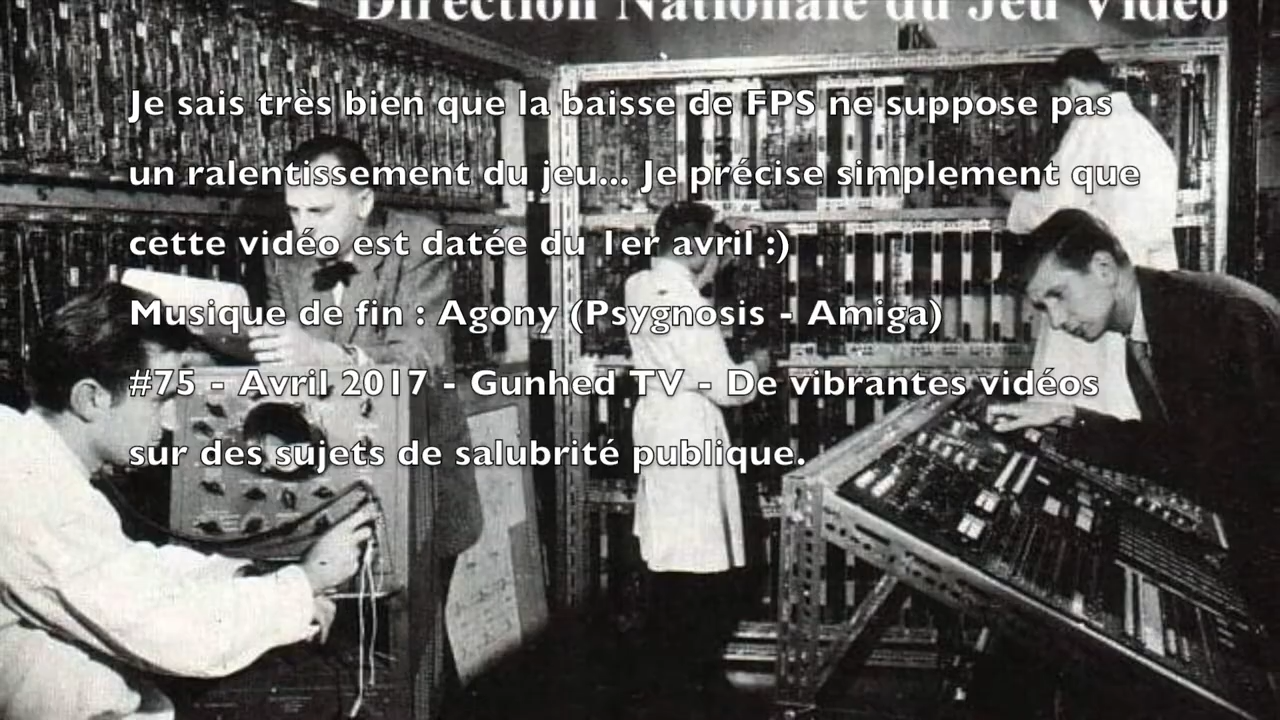 Direction Nationale du Jeu Vidéo
Je sais très bien que la baisse de FPS ne suppose pas
un ralentissement du jeu... Je précise simplement que
cette vidéo est datée du 1er avril :)
Musique de fin : Agony (Psygnosis - Amiga)
#75 - Avril 2017 - Gunhed TV - De vibrantes vidéos
sur des sujets de salubrité publique.